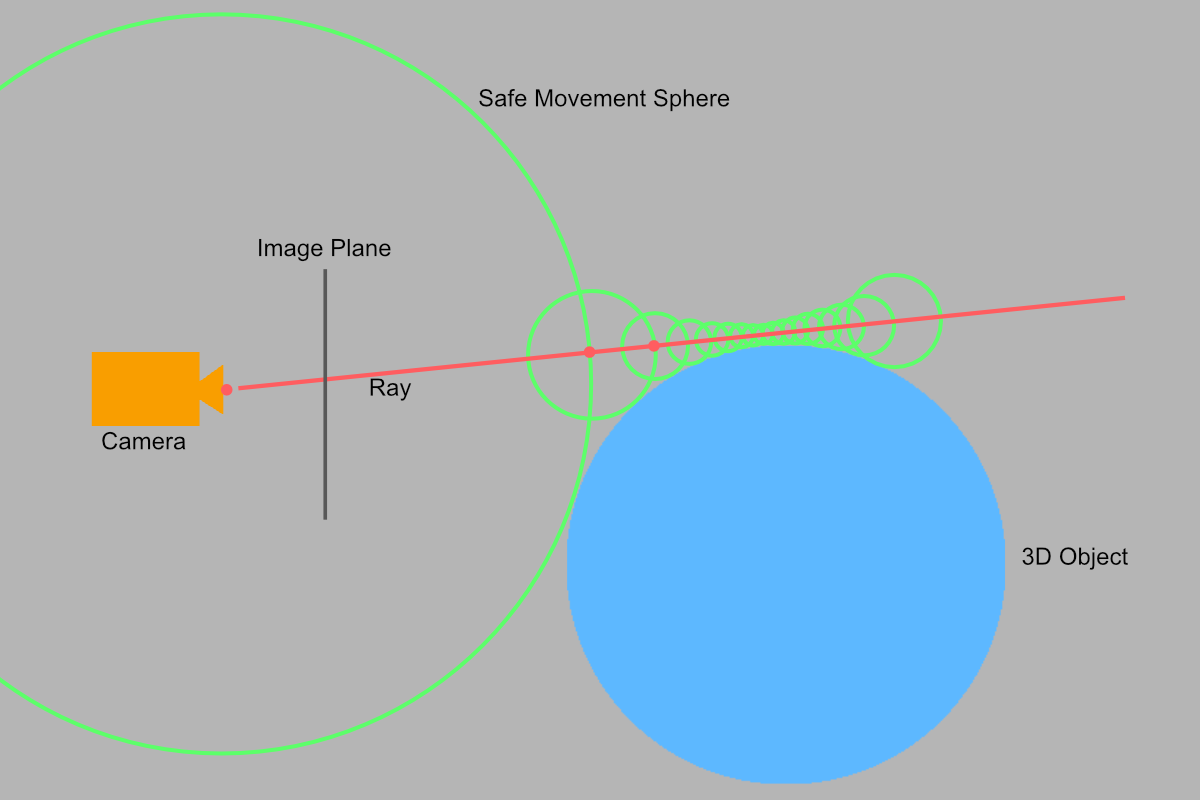 Safe Movement Sphere
Image Plane
Ray
Camera
3D Object